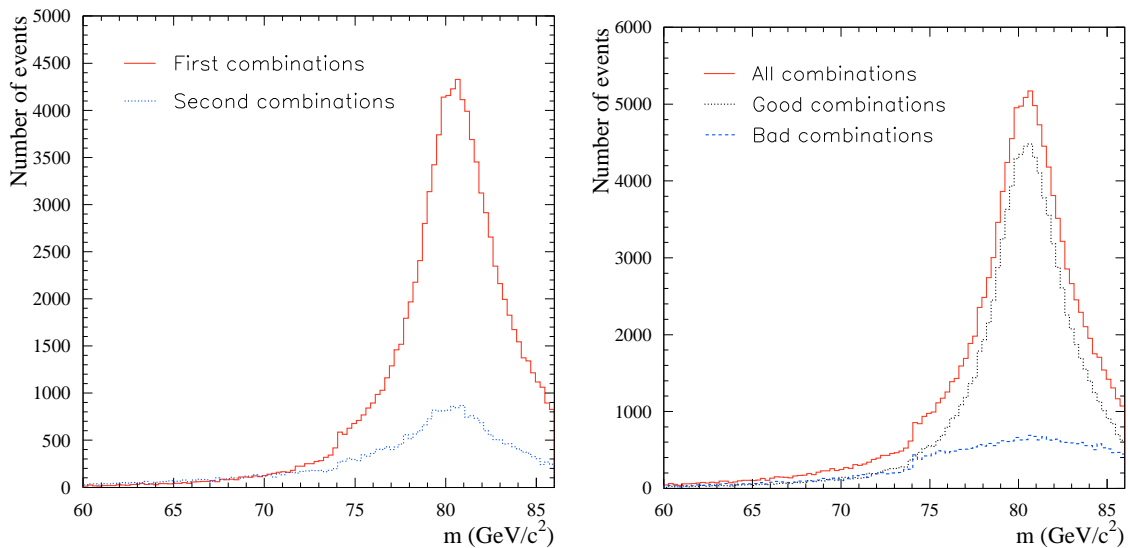 Number of events
5000
4500
4000
3500
3000
2500
2000
1500
1000
500
0
First combinations
Second combinations
60 65 70 75 80 85
m (GeV/c²)
Number of events
6000
5000
4000
3000
2000
1000
0
All combinations
Good combinations
Bad combinations
60 65 70 75 80 85
m (GeV/c²)